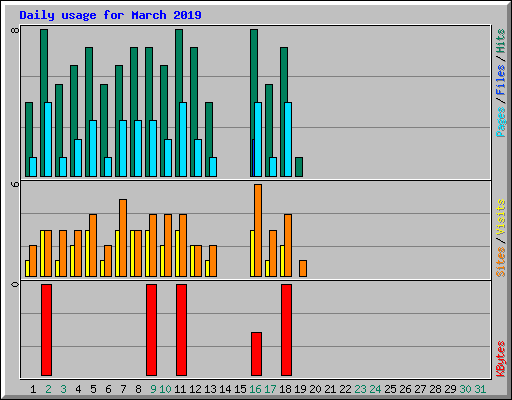 Daily usage for March 2019
8
6
0
Pages / Files / Hits
Sites / Visits
KBytes
1 2 3 4 5 6 7 8 9 10 11 12 13 14 15 16 17 18 19 20 21 22 23 24 25 26 27 28 29 30 31